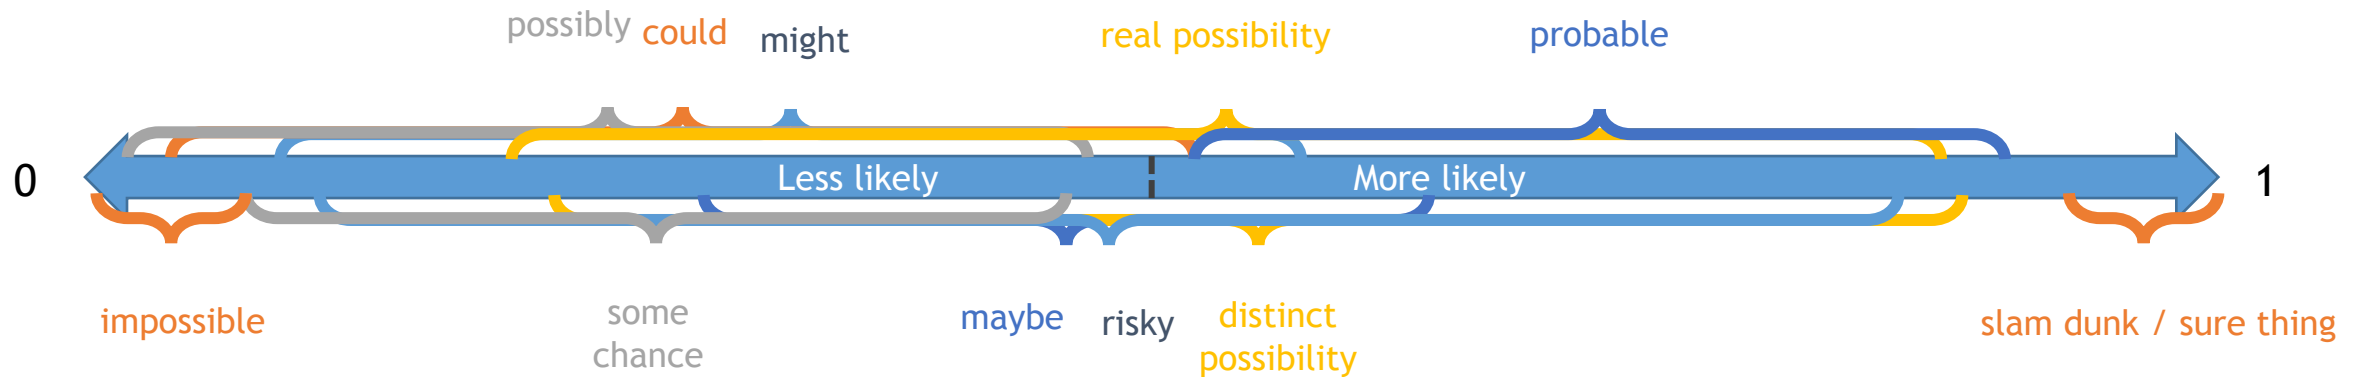 possibly
could
might
real possibility
probable
0
Less likely
More likely
1
impossible
some
chance
maybe
risky
distinct
possibility
slam dunk / sure thing